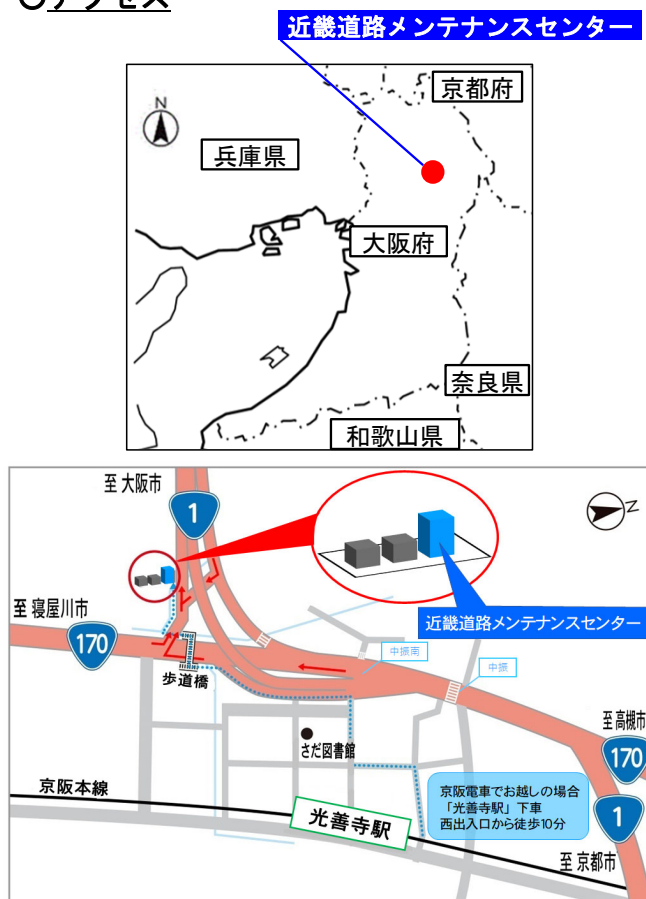 ○アクセス
近畿道路メンテナンスセンター
京都府
N
兵庫県
大阪府
奈良県
和歌山県
至 大阪市
1
N
至 寝屋川市
170
近畿道路メンテナンスセンター
中振南
中振
歩道橋
至 高槻市
170
さだ図書館
京阪本線
光善寺駅
京阪電車でお越しの場合
「光善寺駅」下車
西出入口から徒歩10分
1
至 京都市